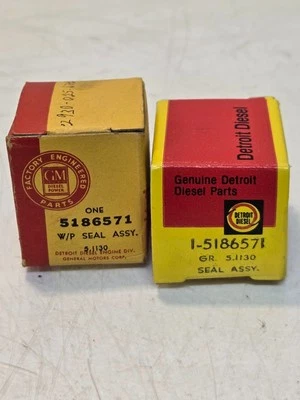 FACTORY ENGINEERED
GM
DIESEL
POWER
PARTS
ONE
5186571
W/P SEAL ASSY.
5.1130
DETROIT DIESEL ENGINE DIV.
GENERAL MOTORS CORP.
Detroit Diesel
Genuine Detroit
Diesel Parts
DETROIT
DIESEL
1-5186571
GR. 5.1130
SEAL ASSY.